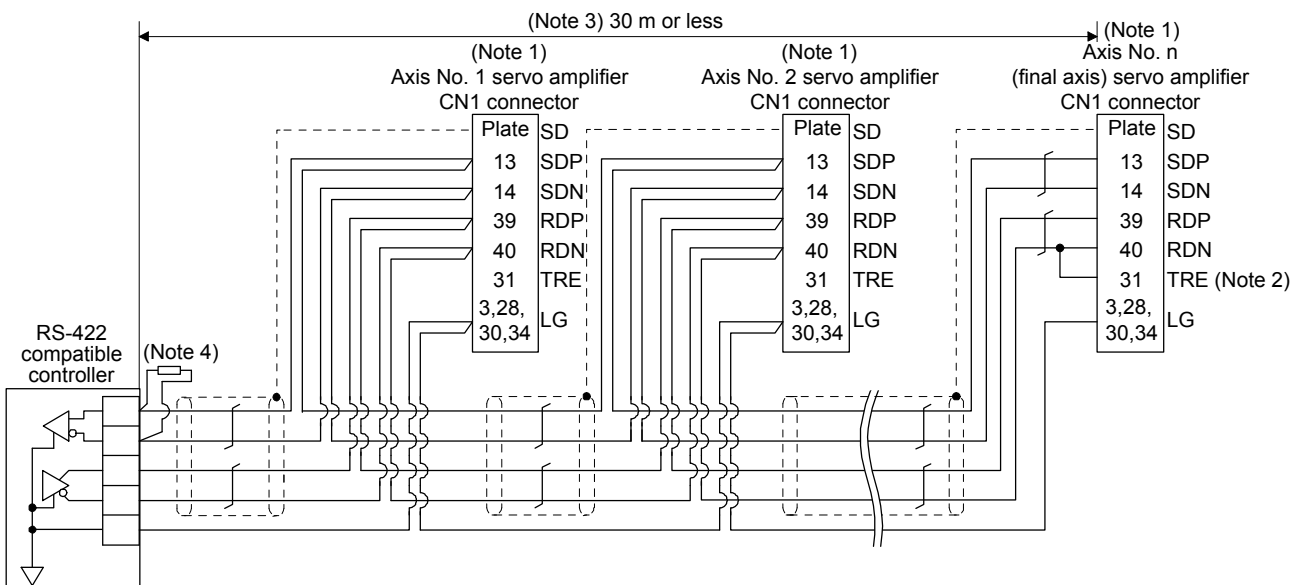 (Note 3) 30 m or less
(Note 1)
Axis No. 1 servo amplifier
CN1 connector
Plate SD
13 SDP
14 SDN
39 RDP
40 RDN
31 TRE
3,28,
30,34 LG
(Note 1)
Axis No. 2 servo amplifier
CN1 connector
Plate SD
13 SDP
14 SDN
39 RDP
40 RDN
31 TRE
3,28,
30,34 LG
(Note 1)
Axis No. n
(final axis) servo amplifier
CN1 connector
Plate SD
13 SDP
14 SDN
39 RDP
40 RDN
31 TRE (Note 2)
3,28,
30,34 LG
RS-422
compatible
controller
(Note 4)